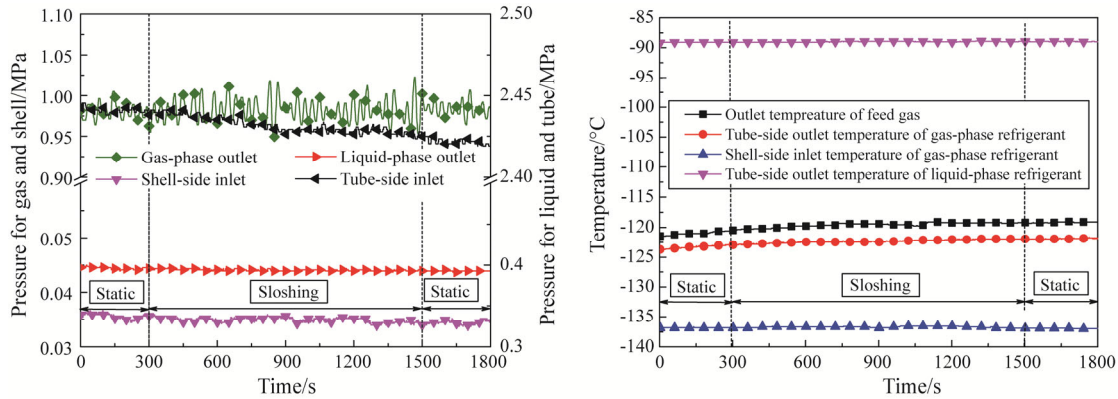 Pressure for gas and shell/MPa
1.05
1.00
0.95
0.90
0.05
0.04
0.03
Gas-phase outlet
Liquid-phase outlet
Shell-side inlet
Tube-side inlet
Static
Sloshing
Static
0 300 600 900 1200 1500 1800
Time/s
2.50
2.45
2.40
0.4
0.3
Pressure for liquid and tube/MPa
Temperature/°C
-85
-90
-95
-100
-105
-110
-115
-120
-125
-130
-135
-140
Outlet tempreature of feed gas
Tube-side outlet temperature of gas-phase refrigerant
Shell-side inlet temperature of gas-phase refrigerant
Tube-side outlet temperature of liquid-phase refrigerant
Static
Sloshing
Static
0 300 600 900 1200 1500 1800
Time/s